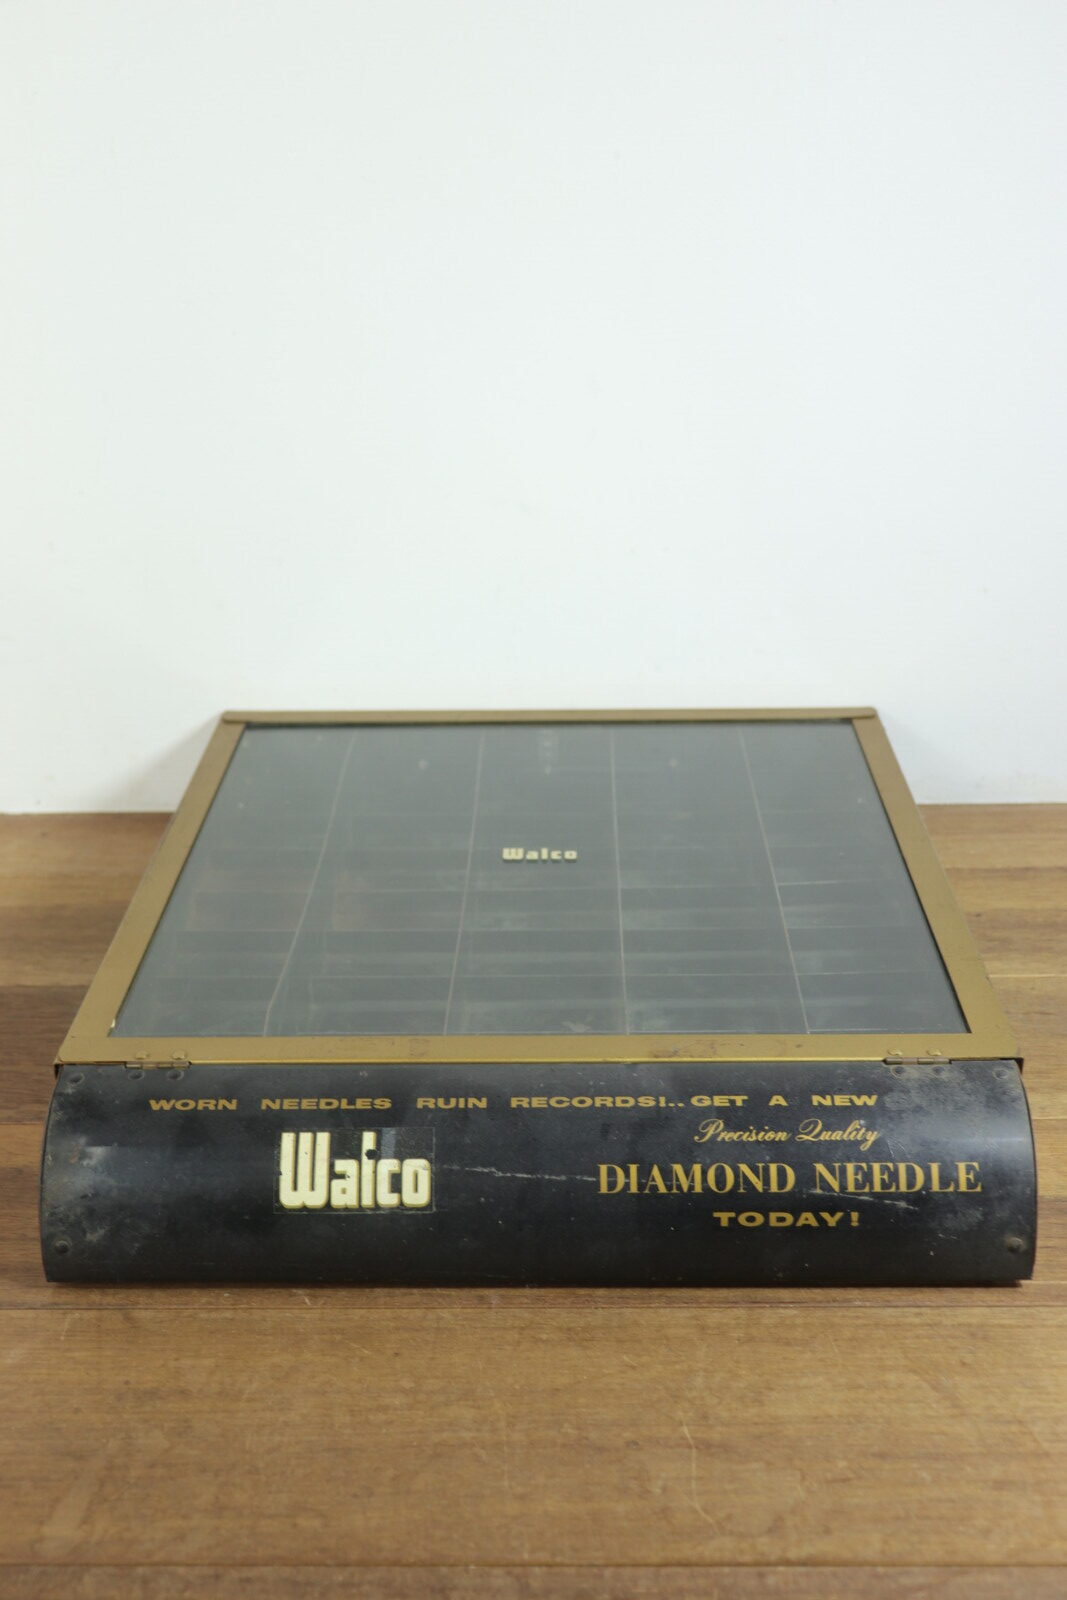 Walco
WORN NEEDLES RUIN RECORDS!.. GET A NEW
Precision Quality
Walco
DIAMOND NEEDLE
TODAY!